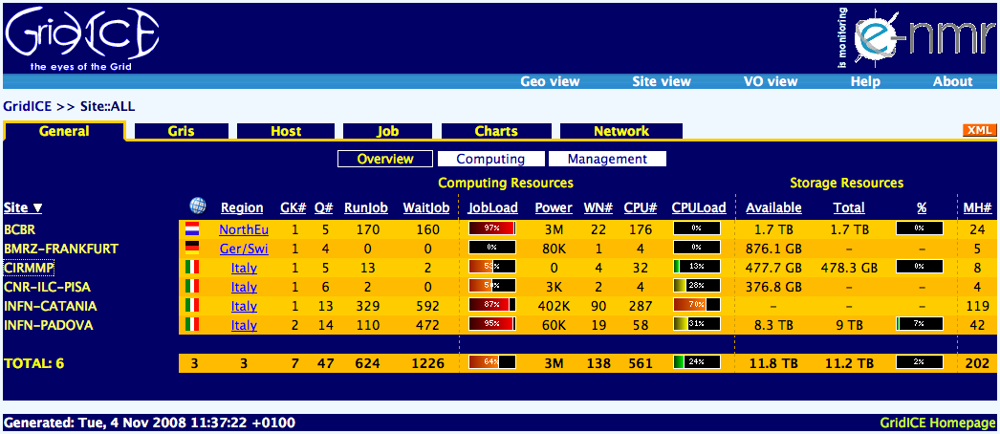 GridICE
the eyes of the Grid
is monitoring
e-nmr
Geo view Site view VO view Help About
GridICE >> Site::ALL
General Gris Host Job Charts Network XML
Overview Computing Management
Computing Resources Storage Resources
Site ▼ Region GK# Q# RunJob WaitJob JobLoad Power WN# CPU# CPULoad Available Total % MH#
BCBR NorthEu 1 5 170 160 97% 3M 22 176 0% 1.7 TB 1.7 TB 0% 24
BMRZ-FRANKFURT Ger/Swi 1 4 0 0 0% 80K 1 4 0% 876.1 GB - - 5
CIRMMP Italy 1 5 13 2 0 4 32 13% 477.7 GB 478.3 GB 0% 8
CNR-ILC-PISA Italy 1 6 2 0 3K 2 4 28% 376.8 GB - - 4
INFN-CATANIA Italy 1 13 329 592 87% 402K 90 287 70% - - - 119
INFN-PADOVA Italy 2 14 110 472 95% 60K 19 58 31% 8.3 TB 9 TB 7% 42
TOTAL: 6 3 3 7 47 624 1226 64% 3M 138 561 24% 11.8 TB 11.2 TB 2% 202
Generated: Tue, 4 Nov 2008 11:37:22 +0100 GridICE Homepage